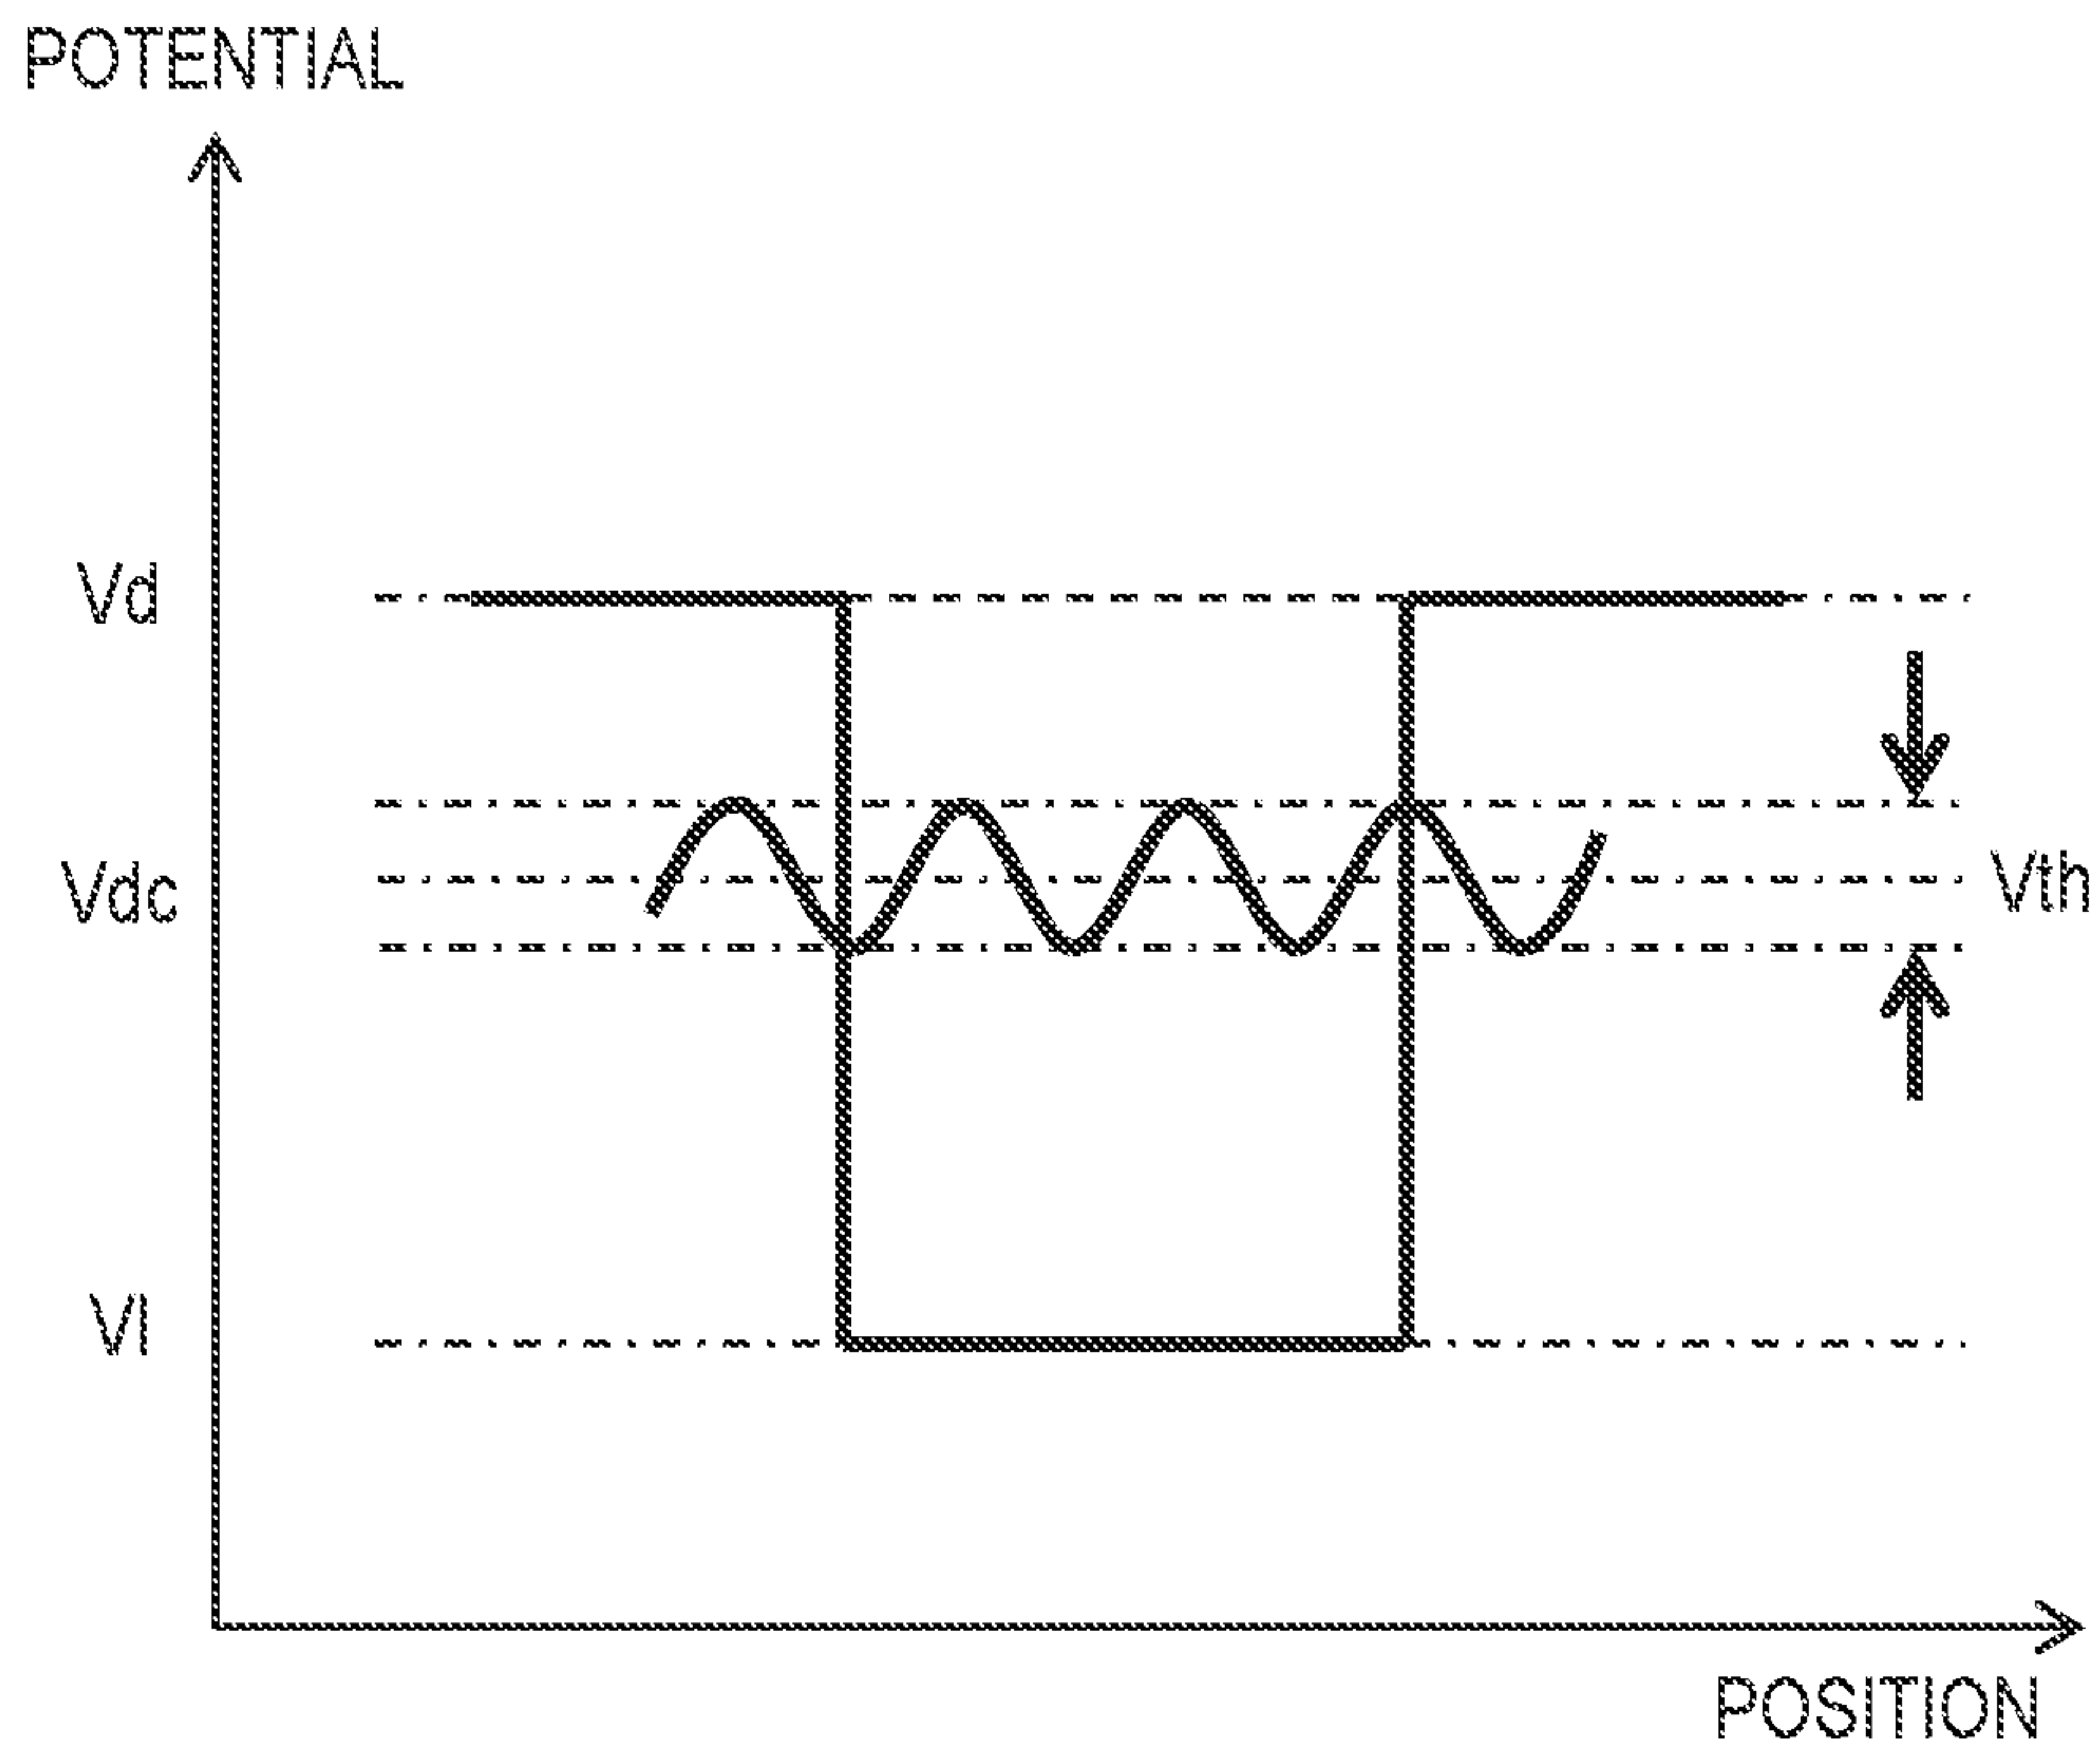 POTENTIAL
Vd
Vdc
Vth
Vl
POSITION